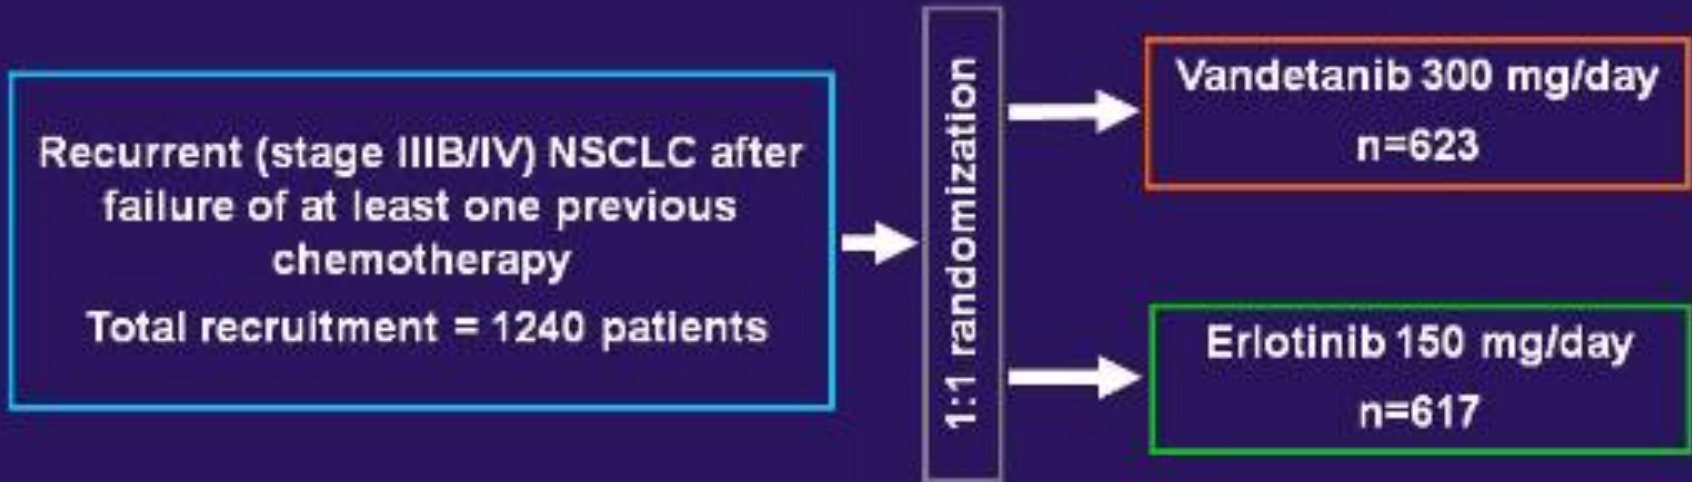 Recurrent (stage IIIB/IV) NSCLC after
failure of at least one previous
chemotherapy
Total recruitment = 1240 patients
1:1 randomization
Vandetanib 300 mg/day
n=623
Erlotinib 150 mg/day
n=617